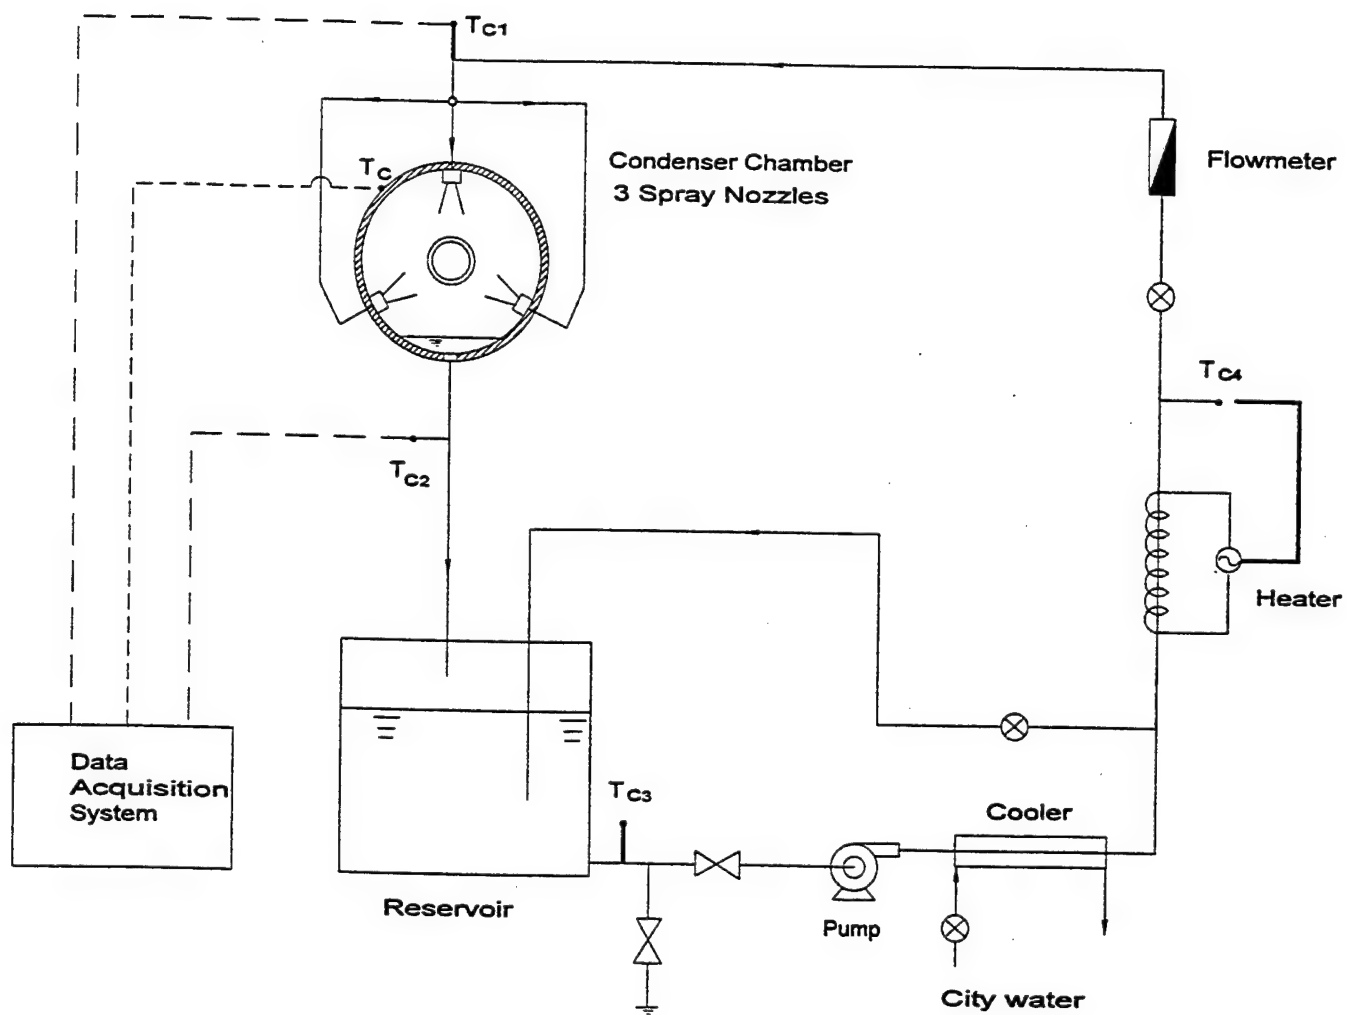 TC1
Condenser Chamber
3 Spray Nozzles
Flowmeter
TC
TC4
TC2
Heater
Data
Acquisition
System
TC3
Cooler
Reservoir
Pump
City water